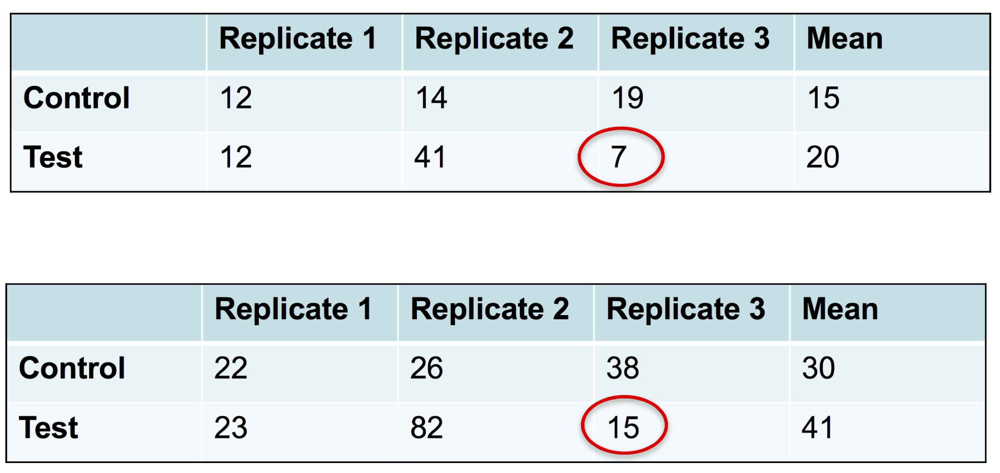 Replicate 1 Replicate 2 Replicate 3 Mean
Control 12 14 19 15
Test 12 41 7 20
Replicate 1 Replicate 2 Replicate 3 Mean
Control 22 26 38 30
Test 23 82 15 41